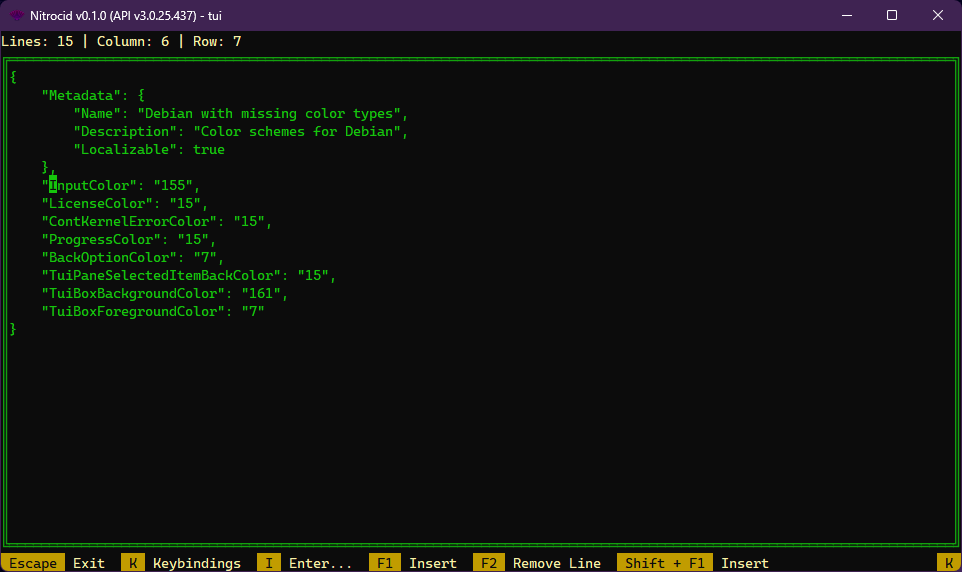 Nitrocid v0.1.0 (API v3.0.25.437) - tui
Lines: 15 | Column: 6 | Row: 7
{
    "Metadata": {
        "Name": "Debian with missing color types",
        "Description": "Color schemes for Debian",
        "Localizable": true
    },
    "InputColor": "155",
    "LicenseColor": "15",
    "ContKernelErrorColor": "15",
    "ProgressColor": "15",
    "BackOptionColor": "7",
    "TuiPaneSelectedItemBackColor": "15",
    "TuiBoxBackgroundColor": "161",
    "TuiBoxForegroundColor": "7"
}
Escape Exit K Keybindings I Enter... F1 Insert F2 Remove Line Shift + F1 Insert K